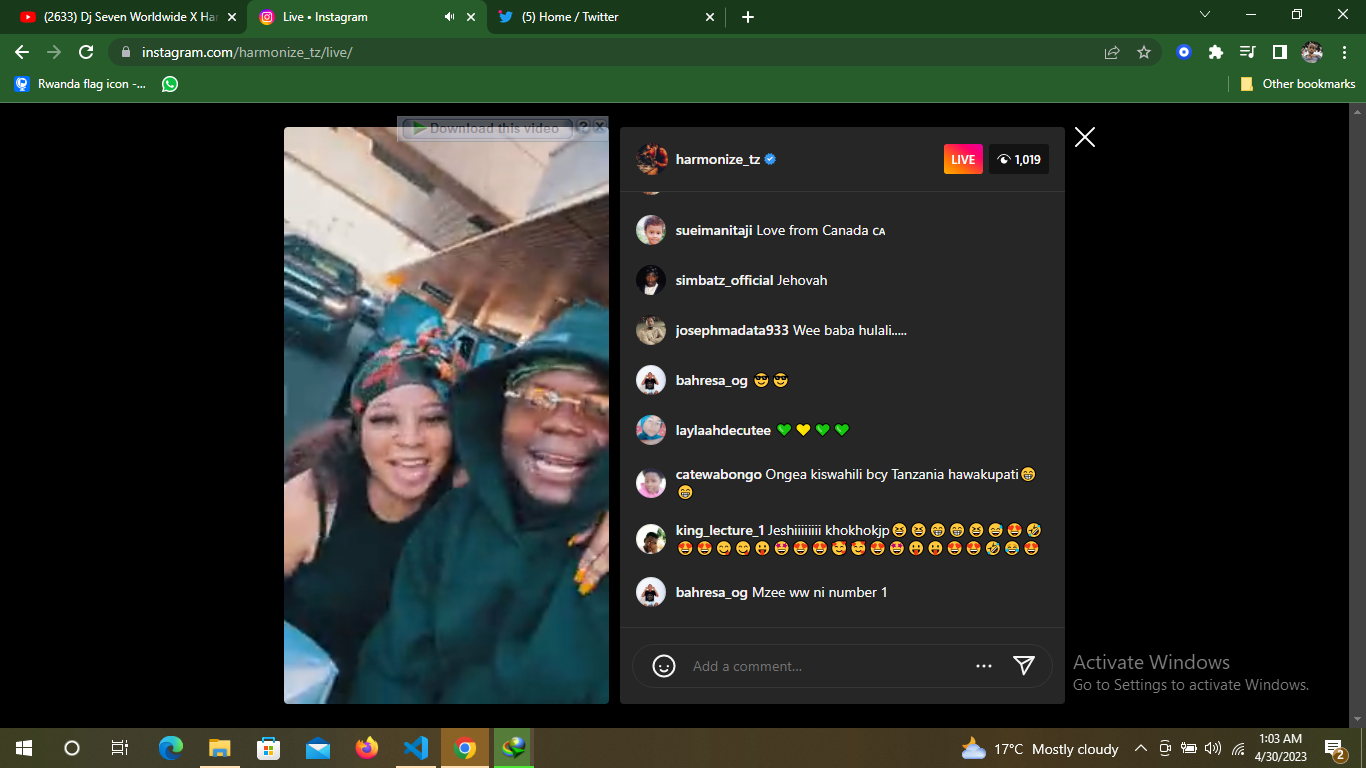 (2633) Dj Seven Worldwide X Har
Live • Instagram
(5) Home / Twitter
instagram.com/harmonize_tz/live/
Rwanda flag icon -...
Other bookmarks
Download this video
?
harmonize_tz
LIVE
1,019
sueimanitaji Love from Canada ᴄᴀ
simbatz_official Jehovah
josephmadata933 Wee baba hulali.....
bahresa_og 😎😎
laylaahdecutee 💚💛💚💚
catewabongo Ongea kiswahili bcy Tanzania hawakupati😁
😁
king_lecture_1 Jeshiiiiiiiii khokhokjp😆😆😁😁😆😅🤩🤣
🤩🤩😋😋😛🤩🤩🤩🥰🥰🤩🤩😛😛🤩🤩🤣😂🤩
bahresa_og Mzee ww ni number 1
Add a comment...
Activate Windows
Go to Settings to activate Windows.
17°C Mostly cloudy
1:03 AM
4/30/2023
2